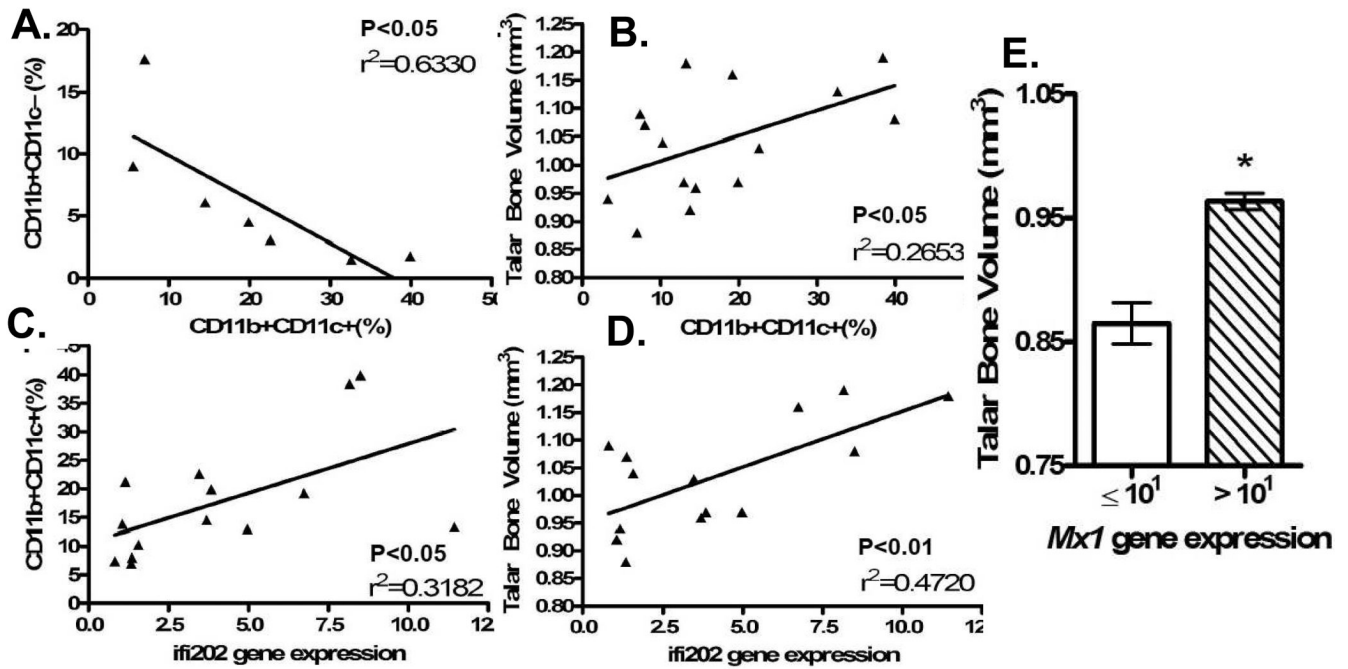 A.
CD11b+CD11c– (%)
20
15
10
5
0
P<0.05
r²=0.6330
0 10 20 30 40 50
CD11b+CD11c+(%)
B.
Talar Bone Volume (mm³)
1.25
1.20
1.15
1.10
1.05
1.00
0.95
0.90
0.85
0.80
P<0.05
r²=0.2653
0 10 20 30 40
CD11b+CD11c+(%)
E.
Talar Bone Volume (mm³)
1.05
0.95
0.85
0.75
*
≤ 10¹ > 10¹
Mx1 gene expression
C.
CD11b+CD11c+(%)
40
35
30
25
20
15
10
5
0
P<0.05
r²=0.3182
0.0 2.5 5.0 7.5 10.0 12.
ifi202 gene expression
D.
Talar Bone Volume (mm³)
1.25
1.20
1.15
1.10
1.05
1.00
0.95
0.90
0.85
0.80
P<0.01
r²=0.4720
0.0 2.5 5.0 7.5 10.0 12.
ifi202 gene expression